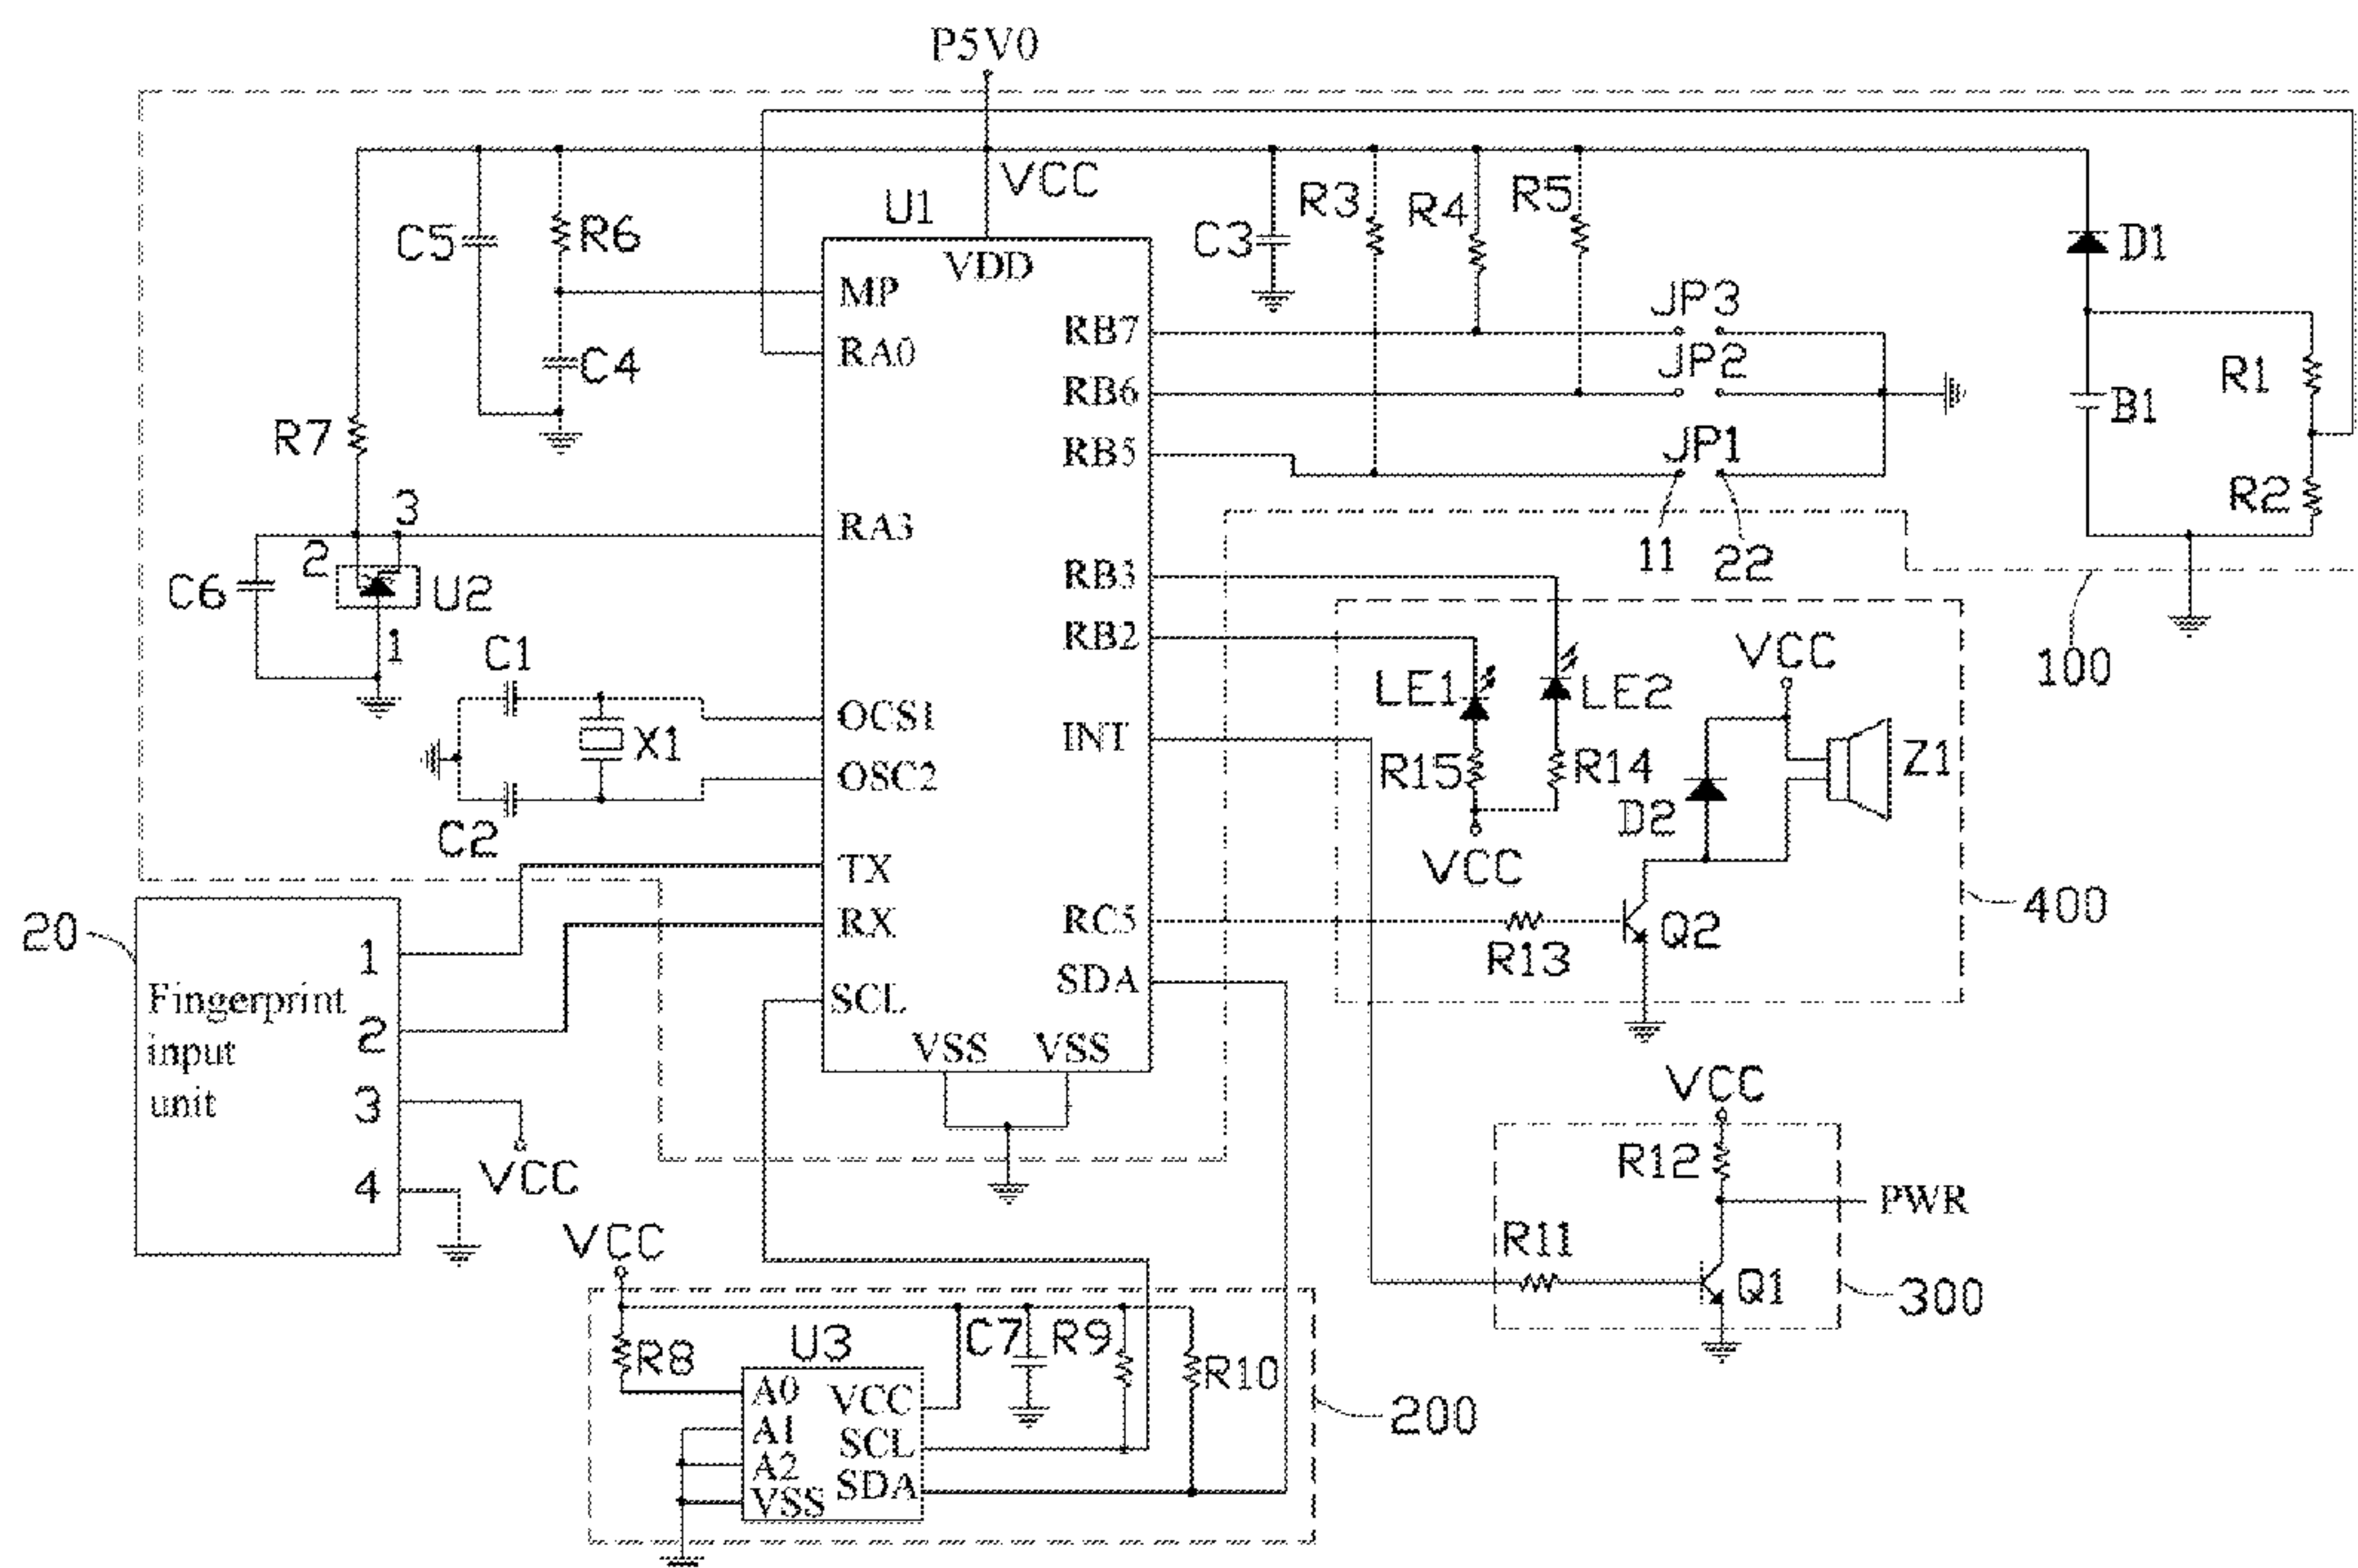 P5V0
VCC
U1
VDD
MP
RA0
RA3
OCS1
OSC2
TX
RX
SCL
VSS VSS
RB7
RB6
RB5
RB3
RB2
INT
RC5
SDA
C5
R6
C4
R7
3
2
1
C6
U2
C1
X1
C2
C3
R3
R4
R5
JP3
JP2
JP1
11
22
D1
B1
R1
R2
100
LE1
LE2
R15
R14
VCC
VCC
D2
Z1
R13
Q2
400
20
Fingerprint
input
unit
1
2
3
4
VCC
VCC
R12
PWR
R11
Q1
300
VCC
R8
U3
C7
R9
R10
A0
A1
A2
VSS
VCC
SCL
SDA
200